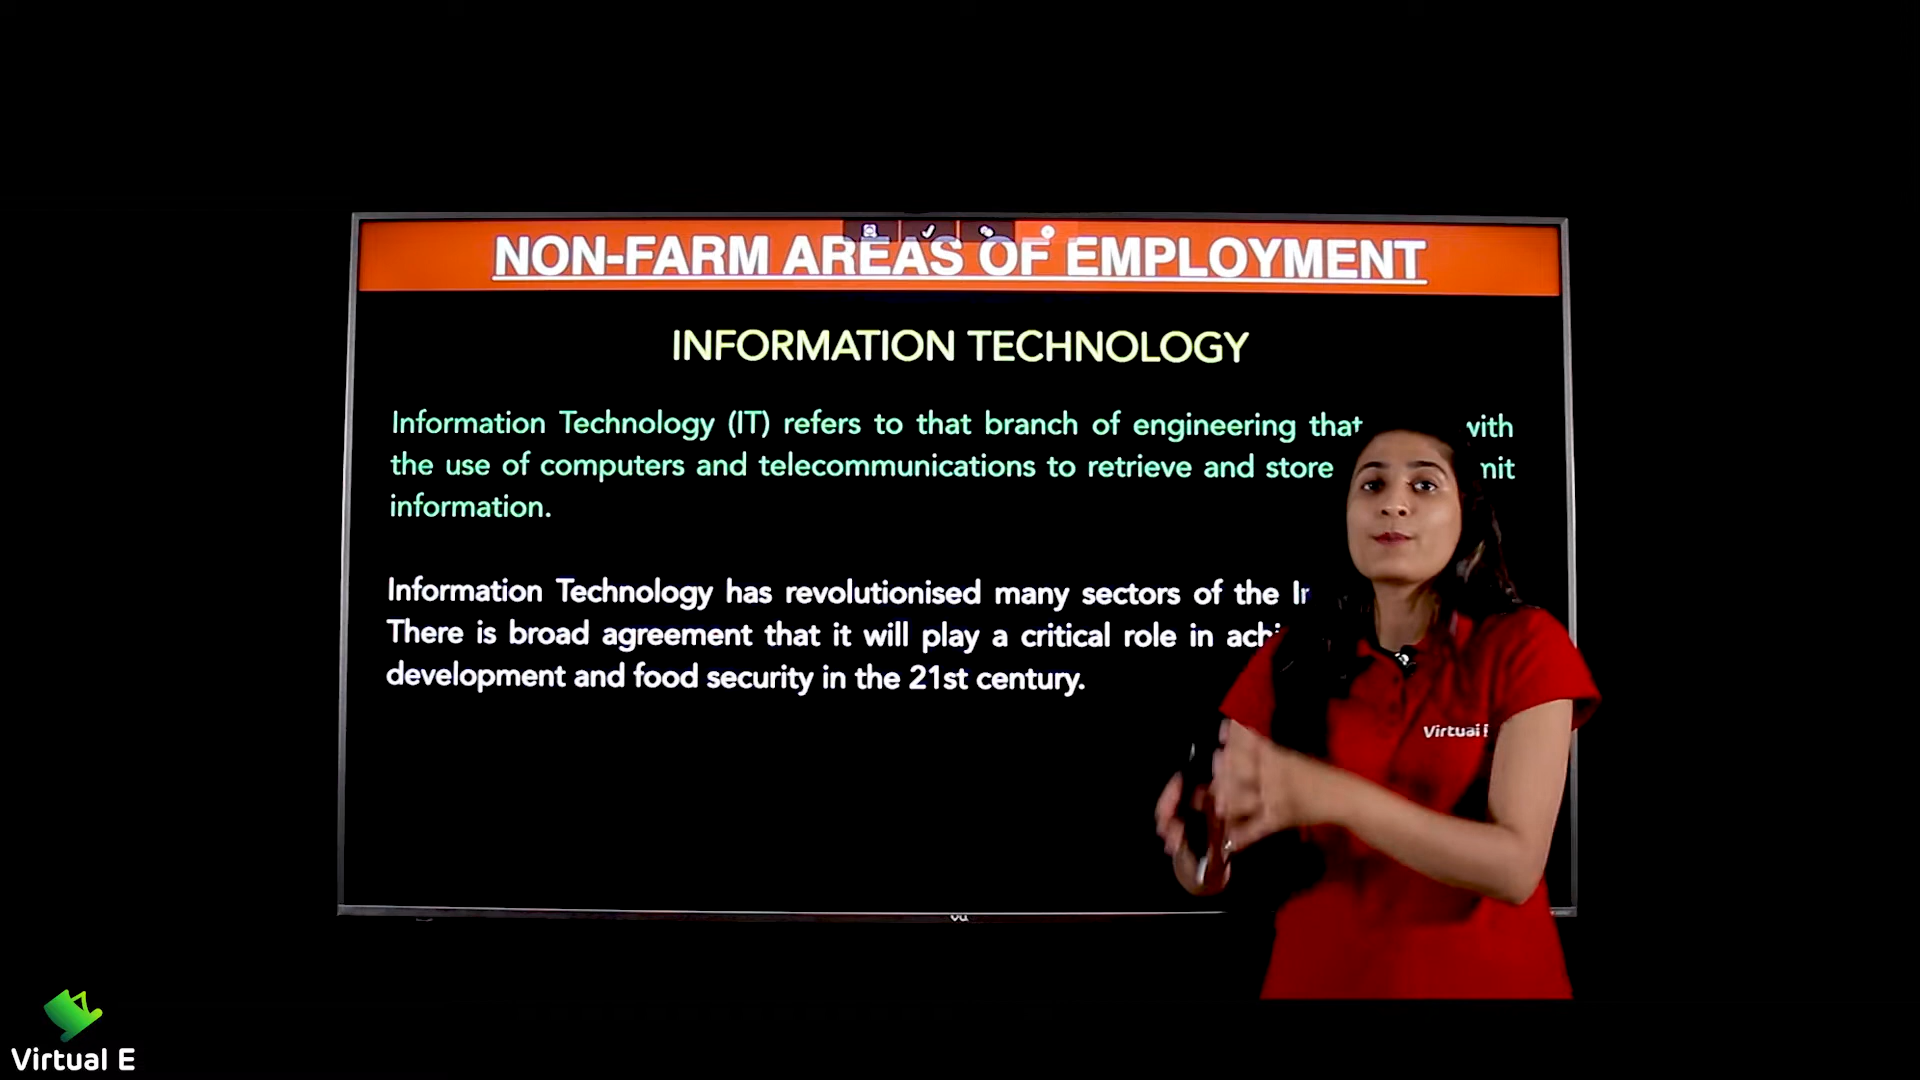 NON-FARM AREAS OF EMPLOYMENT
INFORMATION TECHNOLOGY
Information Technology (IT) refers to that branch of engineering that
the use of computers and telecommunications to retrieve and store
information.
Information Technology has revolutionised many sectors of the
There is broad agreement that it will play a critical role in
development and food security in the 21st century.
Virtual E
vu
Virtual E